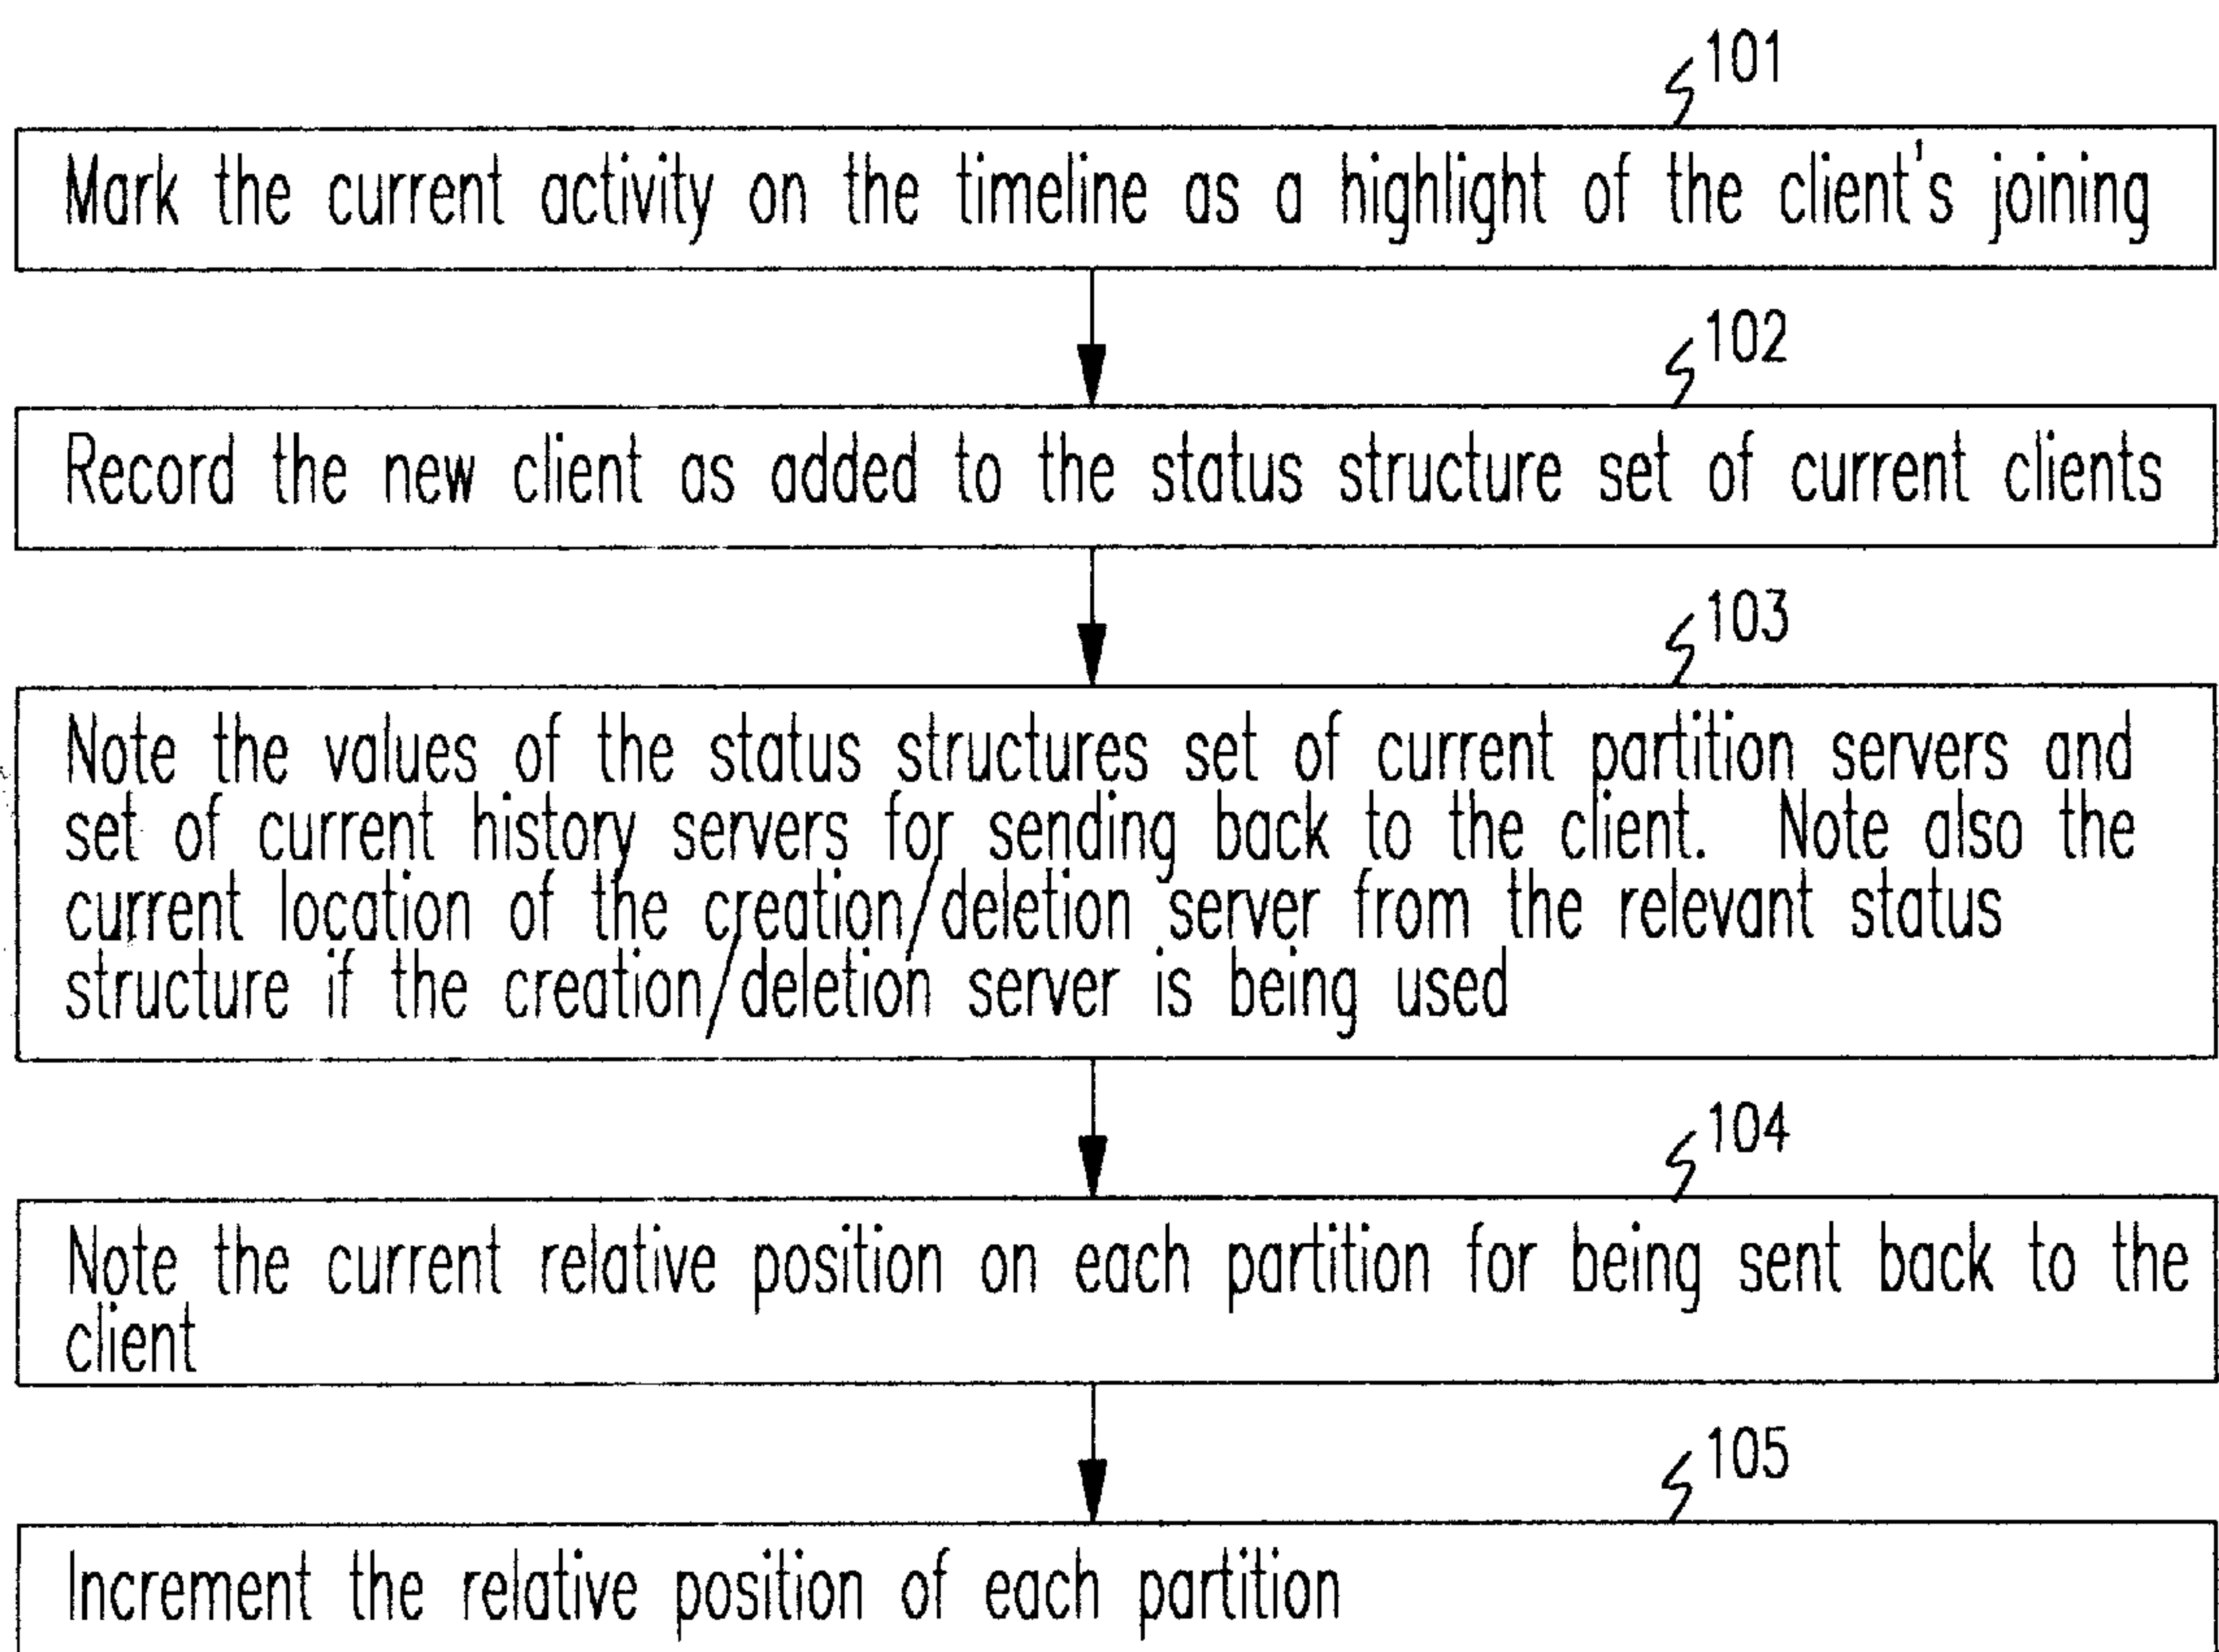 101
Mark the current activity on the timeline as a highlight of the client's joining
102
Record the new client as added to the status structure set of current clients
103
Note the values of the status structures set of current partition servers and
set of current history servers for sending back to the client. Note also the
current location of the creation/deletion server from the relevant status
structure if the creation/deletion server is being used
104
Note the current relative position on each partition for being sent back to the
client
105
Increment the relative position of each partition